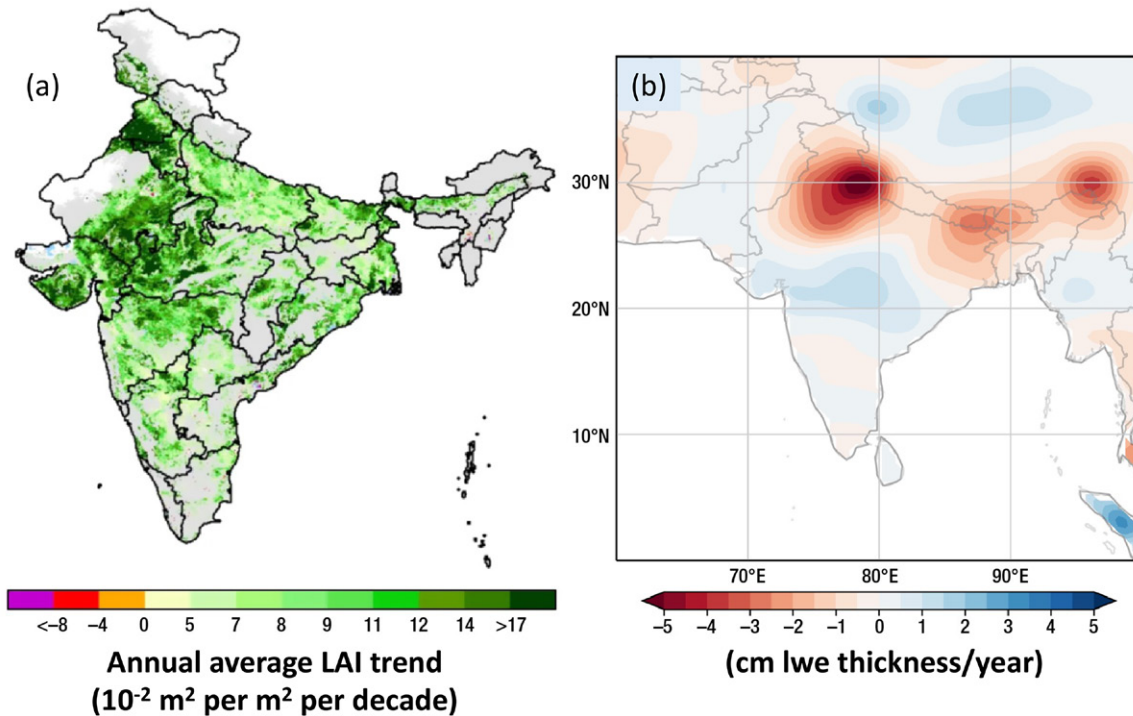 (a)
(b)
30°N
20°N
10°N
70°E 80°E 90°E
<–8 –4 0 5 7 8 9 11 12 14 >17
–5 –4 –3 –2 –1 0 1 2 3 4 5
Annual average LAI trend
(10⁻² m² per m² per decade)
(cm lwe thickness/year)